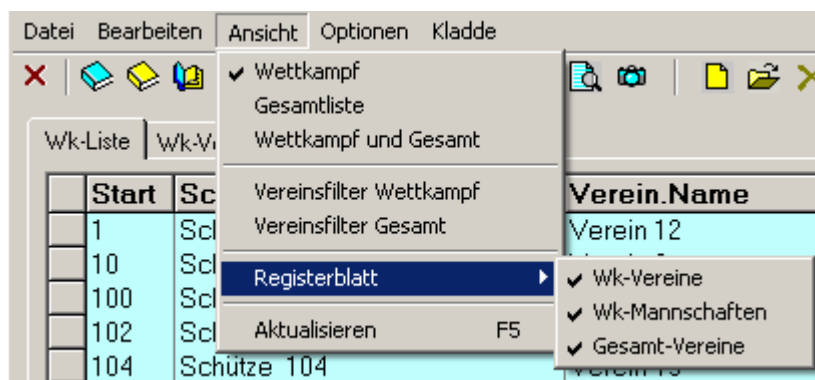 Datei Bearbeiten Ansicht Optionen Kladde
Wettkampf
Gesamtliste
Wettkampf und Gesamt
Wk-Liste
Vereinsfilter Wettkampf
Vereinsfilter Gesamt
Registerblatt
Aktualisieren F5
Wk-Vereine
Wk-Mannschaften
Gesamt-Vereine
Start Verein.Name
1 Verein 12
10
100
102
104 Schütze 104